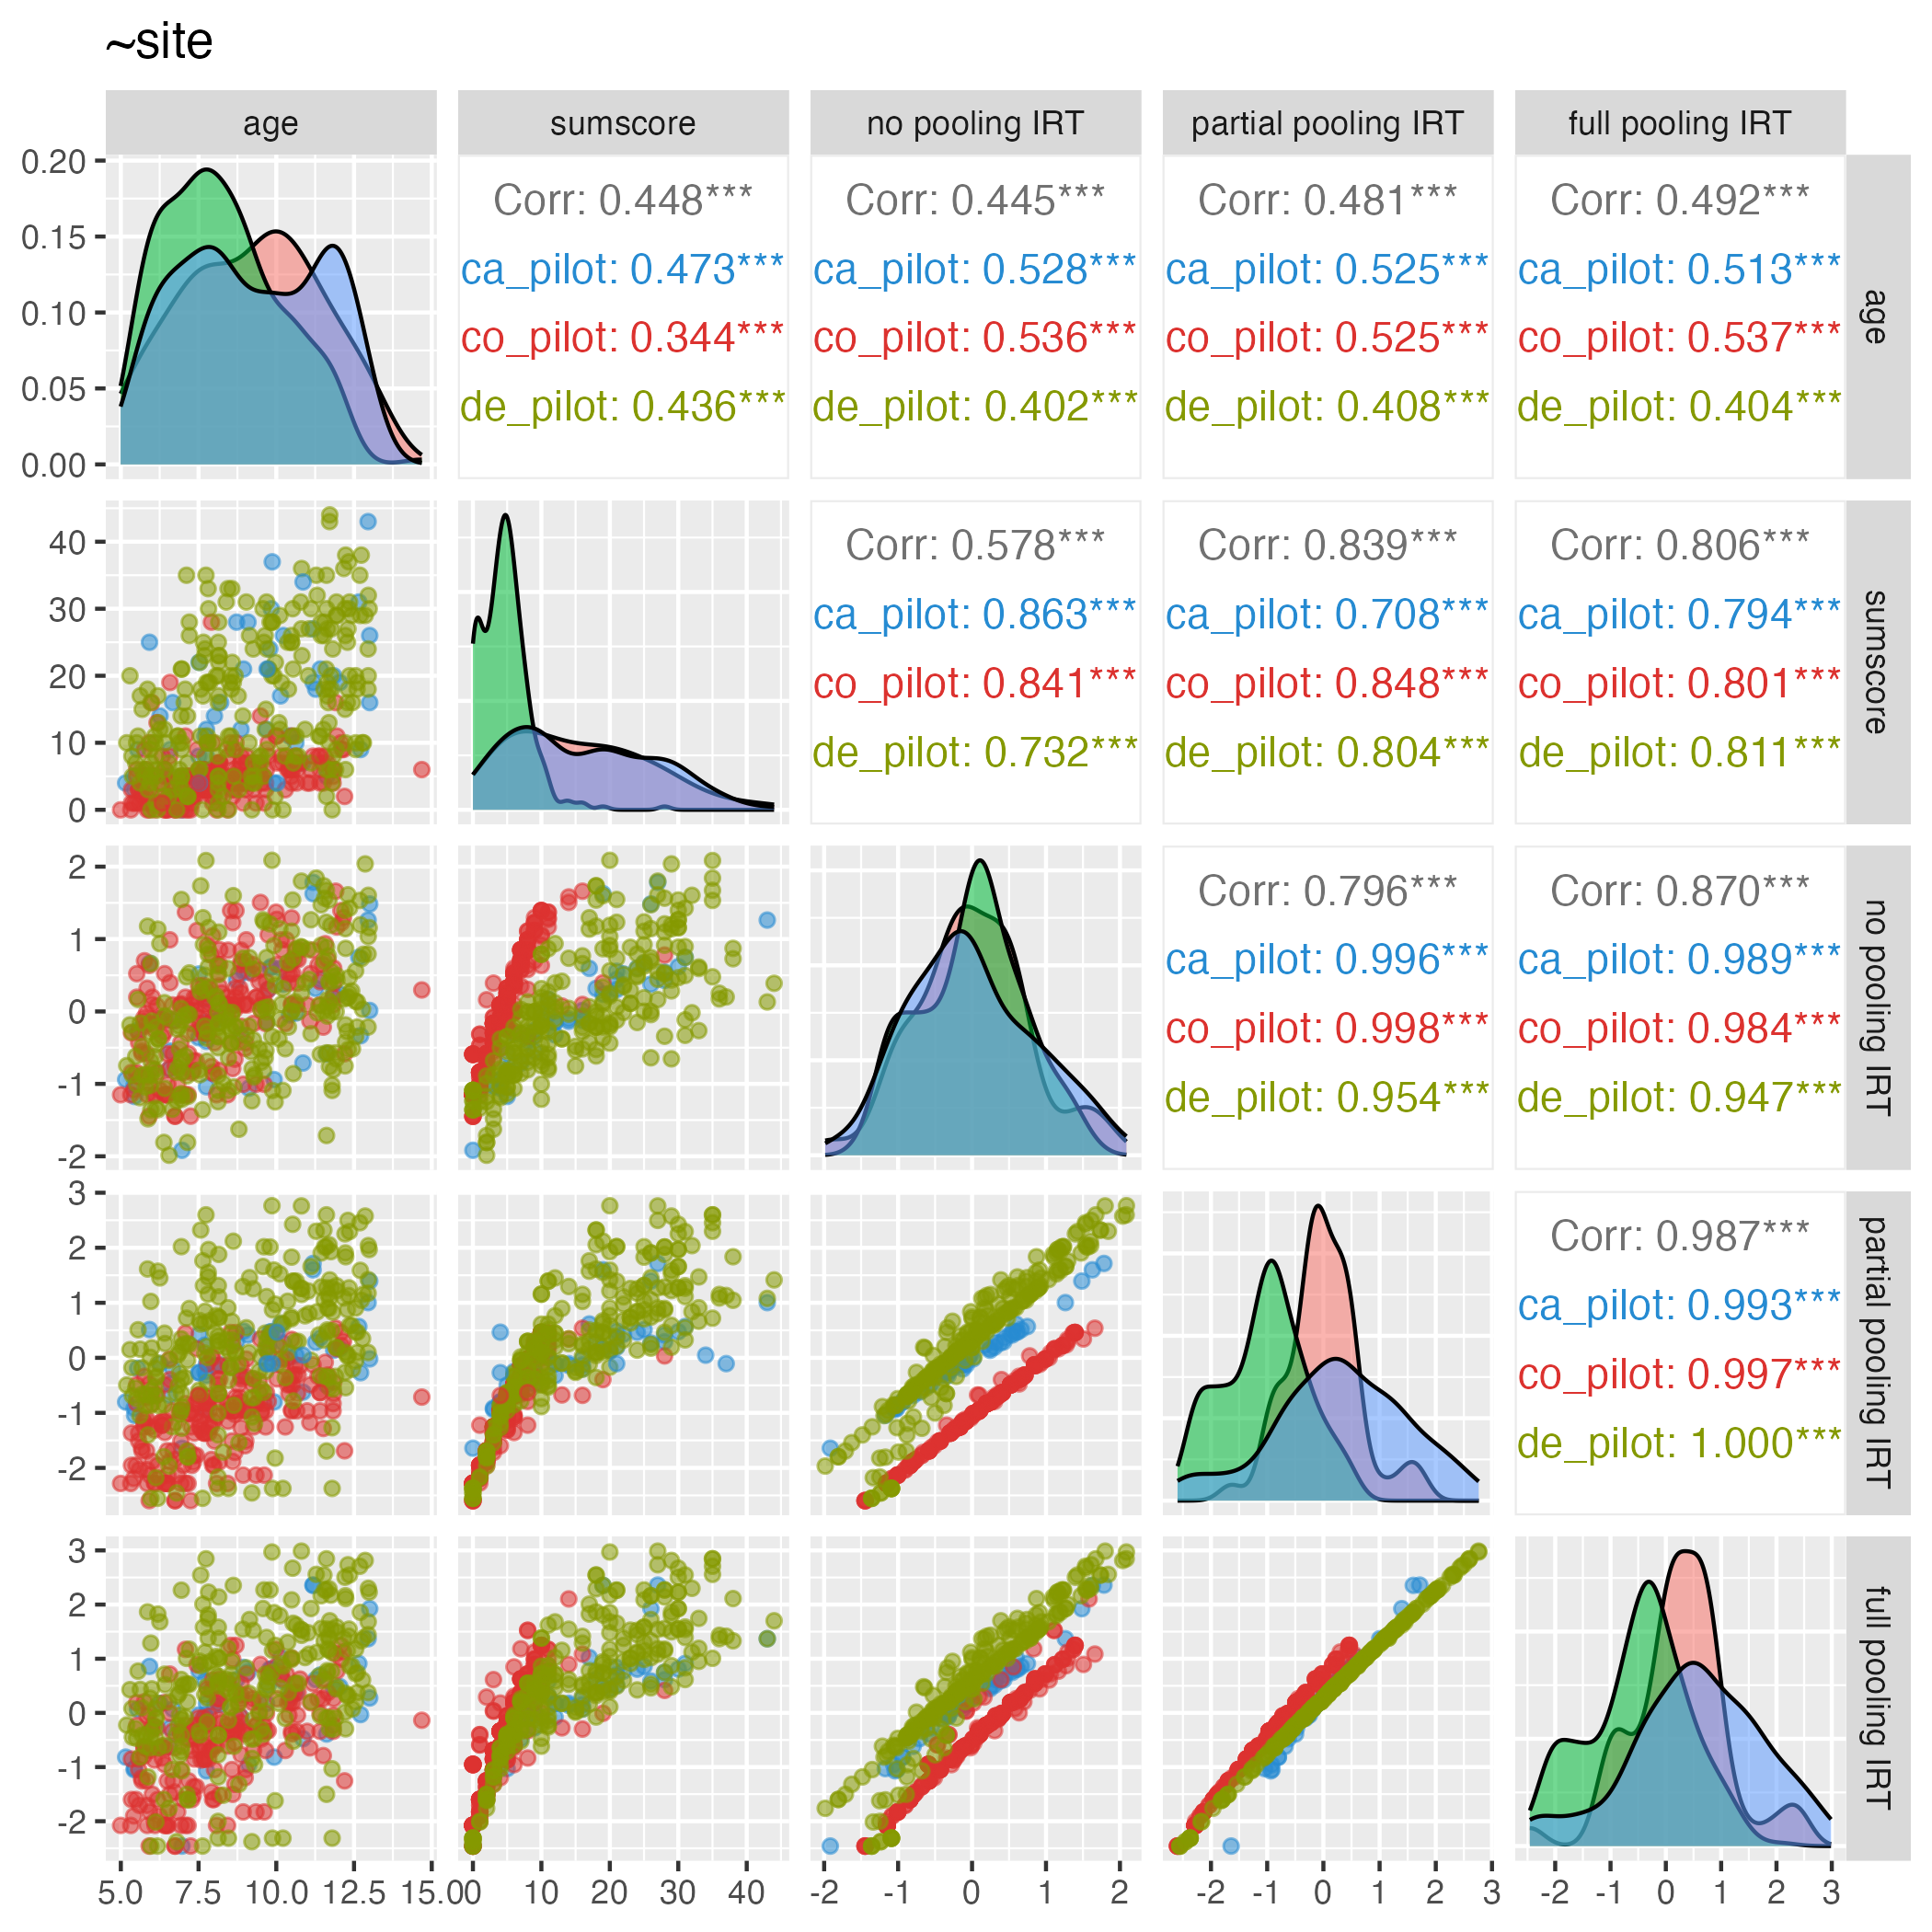 ~site
age sumscore no pooling IRT partial pooling IRT full pooling IRT
0.20
0.15
0.10
0.05
0.00
Corr: 0.448***
ca_pilot: 0.473***
co_pilot: 0.344***
de_pilot: 0.436***
Corr: 0.445***
ca_pilot: 0.528***
co_pilot: 0.536***
de_pilot: 0.402***
Corr: 0.481***
ca_pilot: 0.525***
co_pilot: 0.525***
de_pilot: 0.408***
Corr: 0.492***
ca_pilot: 0.513***
co_pilot: 0.537***
de_pilot: 0.404***
age
40
30
20
10
0
Corr: 0.578***
ca_pilot: 0.863***
co_pilot: 0.841***
de_pilot: 0.732***
Corr: 0.839***
ca_pilot: 0.708***
co_pilot: 0.848***
de_pilot: 0.804***
Corr: 0.806***
ca_pilot: 0.794***
co_pilot: 0.801***
de_pilot: 0.811***
sumscore
2
1
0
-1
-2
Corr: 0.796***
ca_pilot: 0.996***
co_pilot: 0.998***
de_pilot: 0.954***
Corr: 0.870***
ca_pilot: 0.989***
co_pilot: 0.984***
de_pilot: 0.947***
no pooling IRT
3
2
1
0
-1
-2
Corr: 0.987***
ca_pilot: 0.993***
co_pilot: 0.997***
de_pilot: 1.000***
partial pooling IRT
3
2
1
0
-1
-2
full pooling IRT
5.0 7.5 10.0 12.5 15.0 0 10 20 30 40 -2 -1 0 1 2 -2 -1 0 1 2 3 -2 -1 0 1 2 3